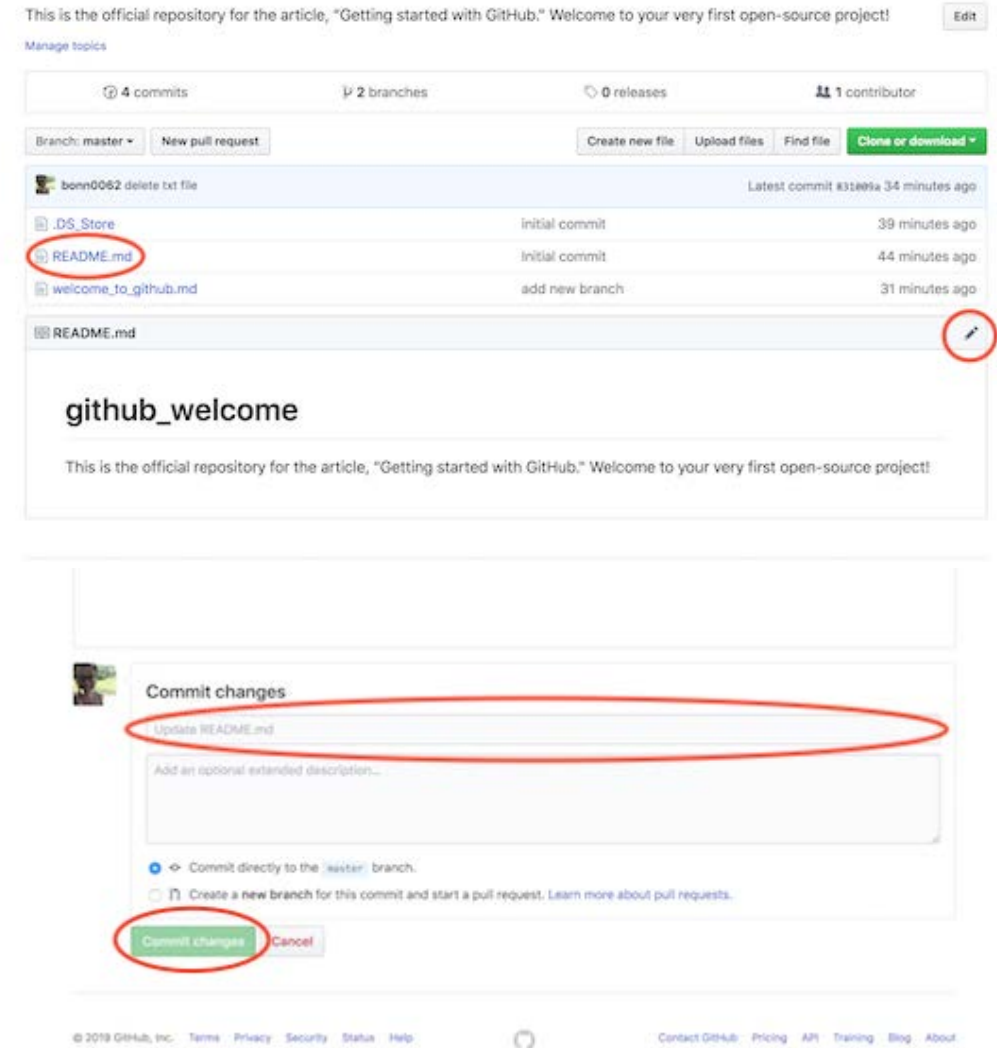 This is the official repository for the article, "Getting started with GitHub." Welcome to your very first open-source project!
Edit
Manage topics
4 commits
2 branches
0 releases
1 contributor
Branch: master
New pull request
Create new file
Upload files
Find file
Clone or download
bonn0062 delete txt file
Latest commit 831009a 34 minutes ago
.DS_Store
initial commit
39 minutes ago
README.md
Initial commit
44 minutes ago
welcome_to_github.md
add new branch
31 minutes ago
README.md
github_welcome
This is the official repository for the article, "Getting started with GitHub." Welcome to your very first open-source project!
Commit changes
Update README.md
Add an optional extended description...
Commit directly to the master branch.
Create a new branch for this commit and start a pull request. Learn more about pull requests.
Commit changes
Cancel
© 2019 GitHub, Inc. Terms Privacy Security Status Help
Contact GitHub Pricing API Training Blog About